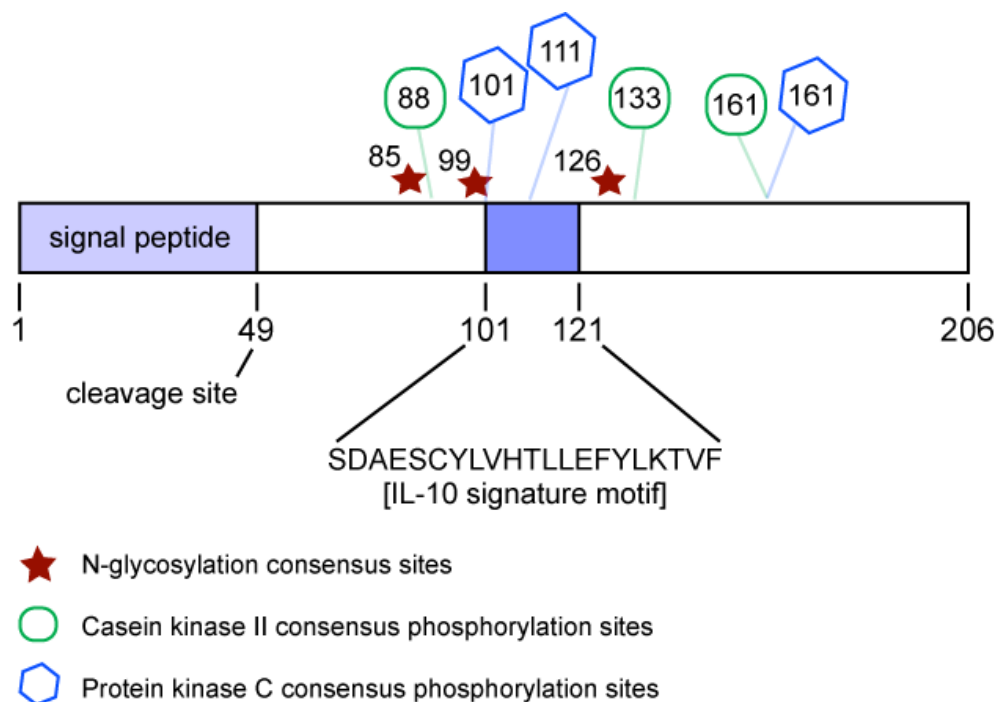 111
88
101
133
161
161
85
99
126
signal peptide
1
49
101
121
206
cleavage site
SDAESCYLVHTLLEFYLKTVF
[IL-10 signature motif]
N-glycosylation consensus sites
Casein kinase II consensus phosphorylation sites
Protein kinase C consensus phosphorylation sites